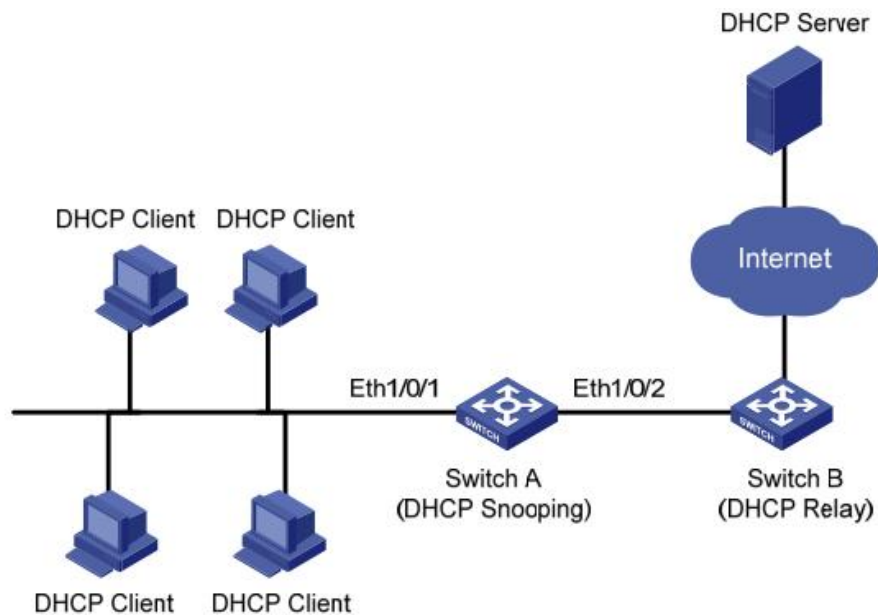 DHCP Server
DHCP Client
DHCP Client
Internet
Eth1/0/1
Eth1/0/2
SWITCH
SWITCH
Switch A
(DHCP Snooping)
Switch B
(DHCP Relay)
DHCP Client
DHCP Client